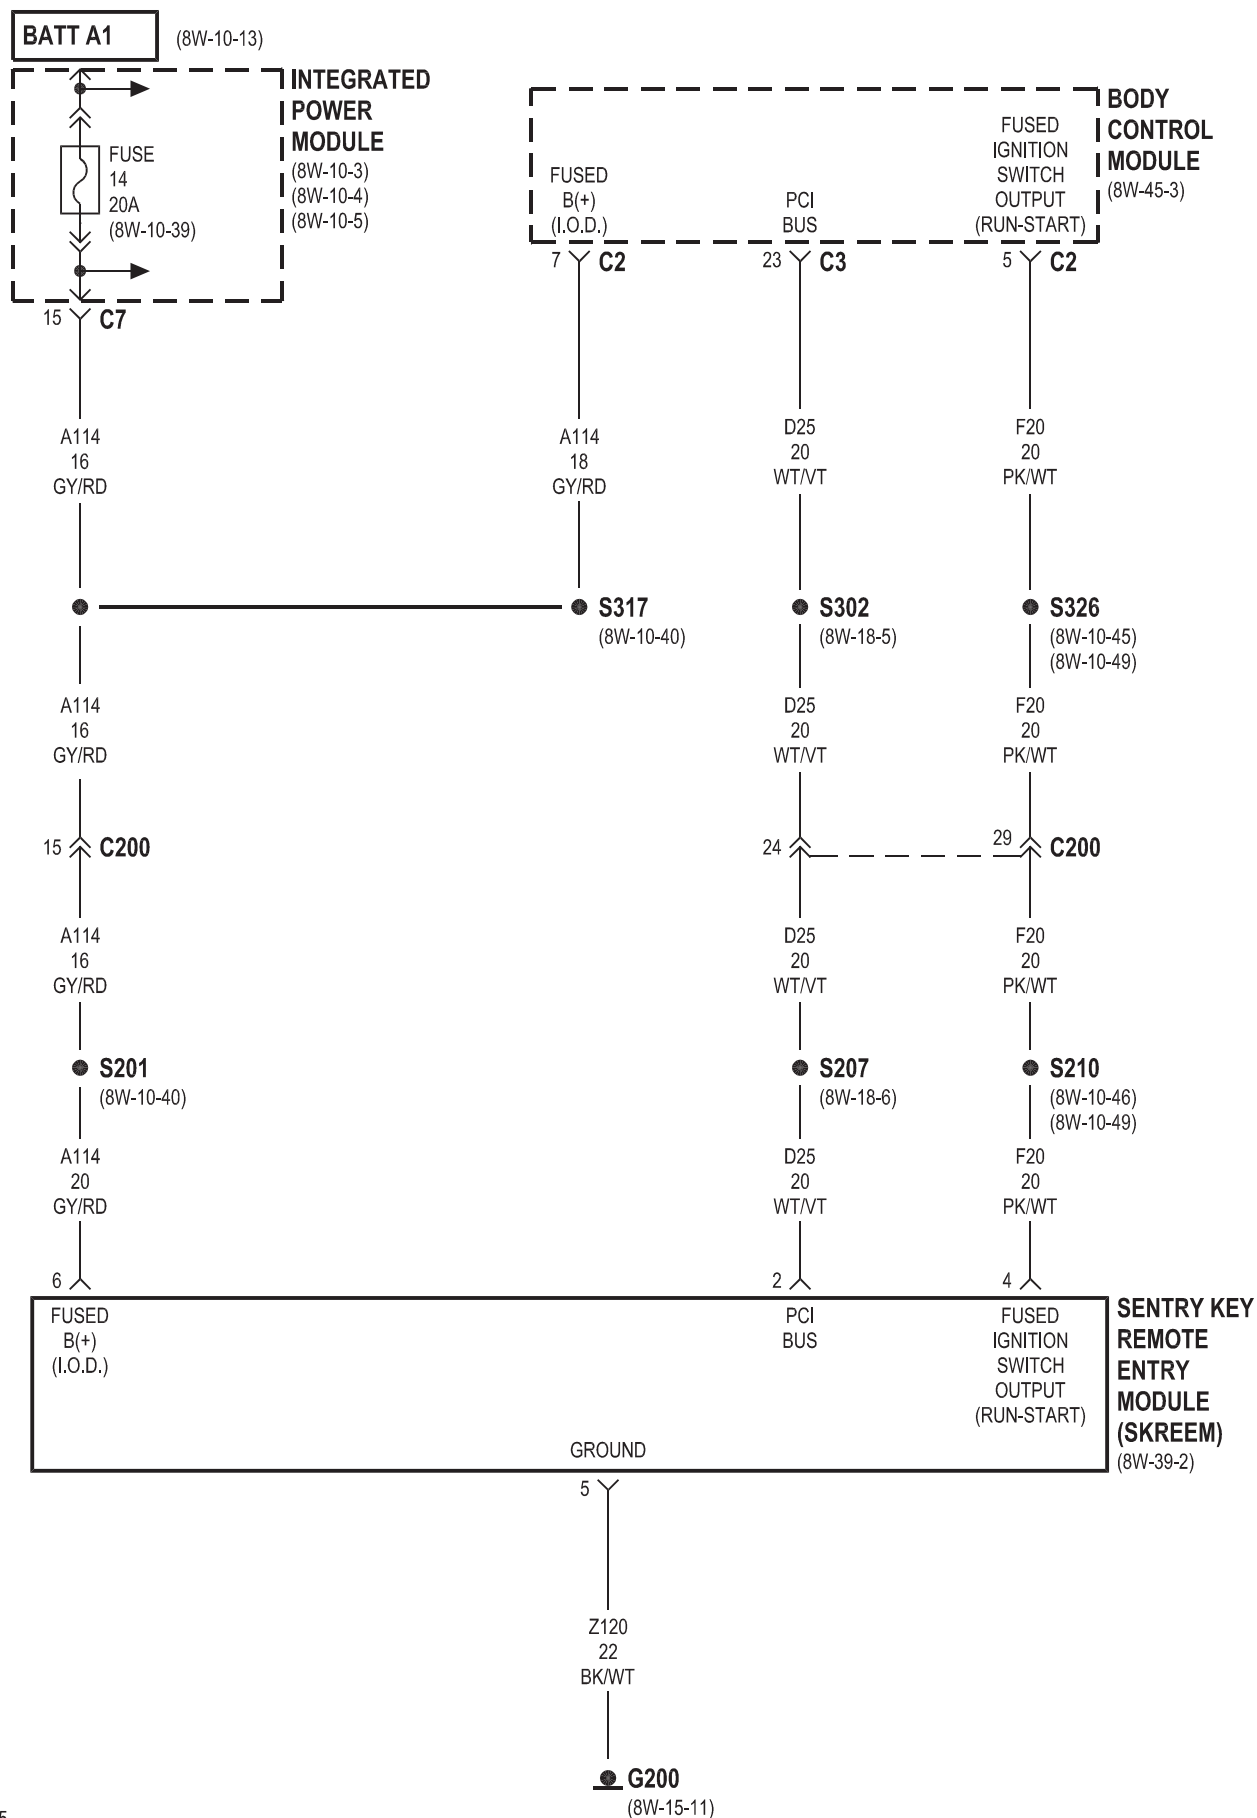 BATT A1
(8W-10-13)
INTEGRATED
POWER
MODULE
(8W-10-3)
(8W-10-4)
(8W-10-5)
FUSE
14
20A
(8W-10-39)
15
C7
BODY
CONTROL
MODULE
(8W-45-3)
FUSED
B(+)
(I.O.D.)
PCI
BUS
FUSED
IGNITION
SWITCH
OUTPUT
(RUN-START)
7
C2
23
C3
5
C2
A114
16
GY/RD
A114
18
GY/RD
D25
20
WT/VT
F20
20
PK/WT
S317
(8W-10-40)
S302
(8W-18-5)
S326
(8W-10-45)
(8W-10-49)
A114
16
GY/RD
D25
20
WT/VT
F20
20
PK/WT
15
C200
24
29
C200
A114
16
GY/RD
D25
20
WT/VT
F20
20
PK/WT
S201
(8W-10-40)
S207
(8W-18-6)
S210
(8W-10-46)
(8W-10-49)
A114
20
GY/RD
D25
20
WT/VT
F20
20
PK/WT
6
2
4
FUSED
B(+)
(I.O.D.)
PCI
BUS
FUSED
IGNITION
SWITCH
OUTPUT
(RUN-START)
SENTRY KEY
REMOTE
ENTRY
MODULE
(SKREEM)
(8W-39-2)
GROUND
5
Z120
22
BK/WT
G200
(8W-15-11)